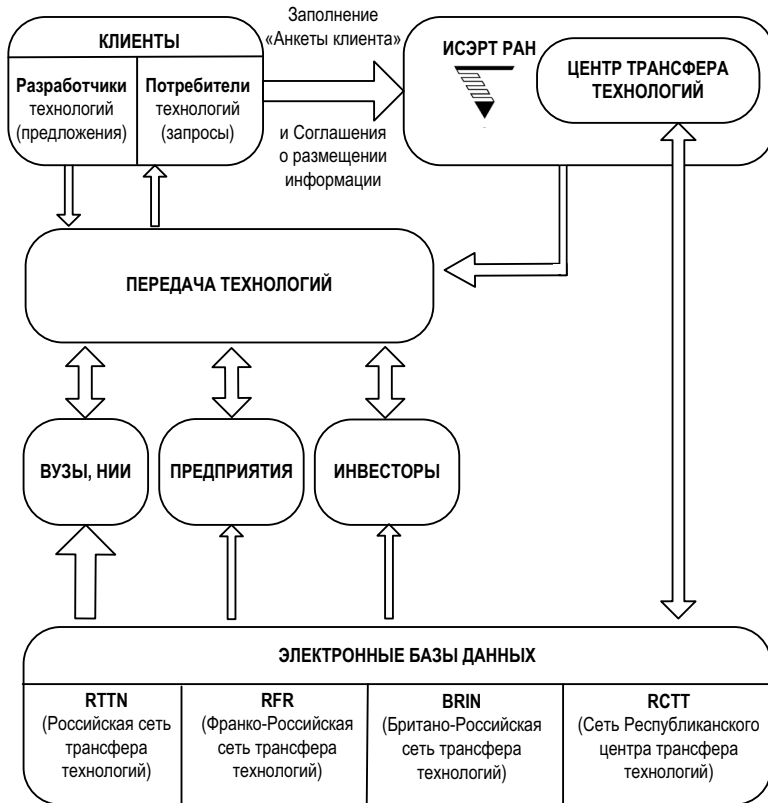 КЛИЕНТЫ
Разработчики
технологий
(предложения)
Потребители
технологий
(запросы)
Заполнение
«Анкеты клиента»
и Соглашения
о размещении
информации
ИСЭРТ РАН
ЦЕНТР ТРАНСФЕРА
ТЕХНОЛОГИЙ
ПЕРЕДАЧА ТЕХНОЛОГИЙ
ВУЗЫ, НИИ
ПРЕДПРИЯТИЯ
ИНВЕСТОРЫ
ЭЛЕКТРОННЫЕ БАЗЫ ДАННЫХ
RTTN
(Российская сеть
трансфера
технологий)
RFR
(Франко-Российская
сеть трансфера
технологий)
BRIN
(Британо-Российская
сеть трансфера
технологий)
RCTT
(Сеть Республиканского
центра трансфера
технологий)